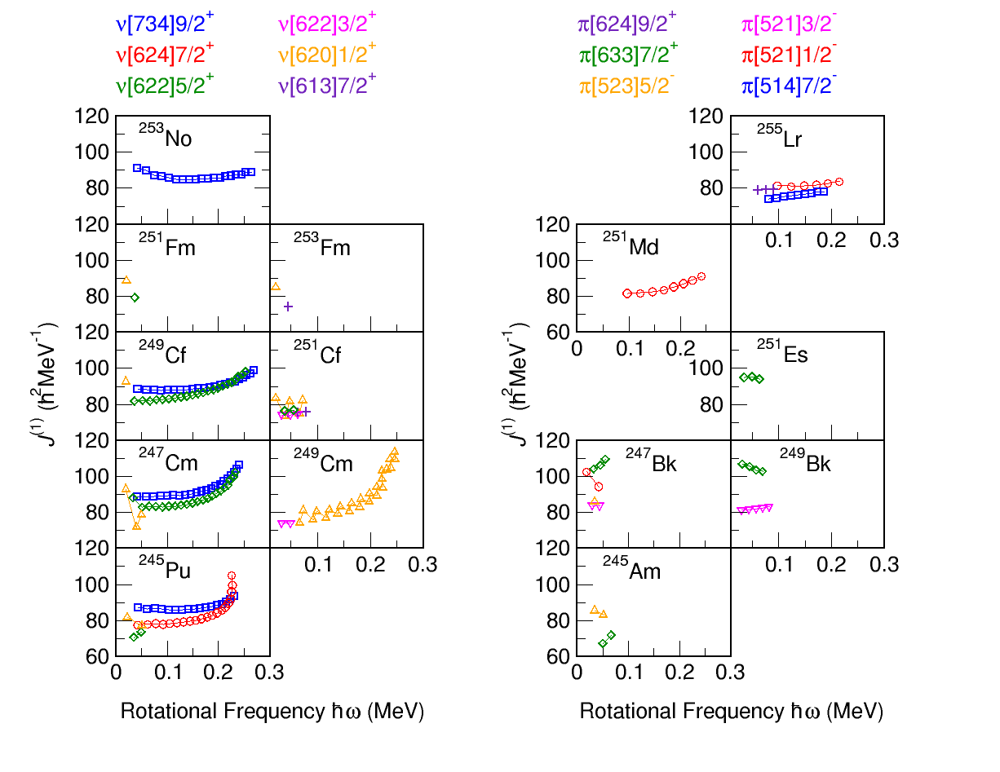 ν[734]9/2⁺ ν[622]3/2⁺ π[624]9/2⁺ π[521]3/2⁻
ν[624]7/2⁺ ν[620]1/2⁺ π[633]7/2⁺ π[521]1/2⁻
ν[622]5/2⁺ ν[613]7/2⁺ π[523]5/2⁻ π[514]7/2⁻
120 120
²⁵³No ²⁵⁵Lr
100 100
80 80
120 120 0.1 0.2 0.3
²⁵¹Fm ²⁵³Fm ²⁵¹Md
100 100
80 80
120 60
0 0.1 0.2
²⁴⁹Cf ²⁵¹Cf ²⁵¹Es
100 100
80 80
J⁽¹⁾ (ħ²MeV⁻¹) J⁽¹⁾ (ħ²MeV⁻¹)
120 120
²⁴⁷Cm ²⁴⁹Cm ²⁴⁷Bk ²⁴⁹Bk
100 100
80 80
120 0.1 0.2 0.3 120 0.1 0.2 0.3
²⁴⁵Pu ²⁴⁵Am
100 100
80 80
60 60
0 0.1 0.2 0.3 0 0.1 0.2 0.3
Rotational Frequency ħω (MeV) Rotational Frequency ħω (MeV)